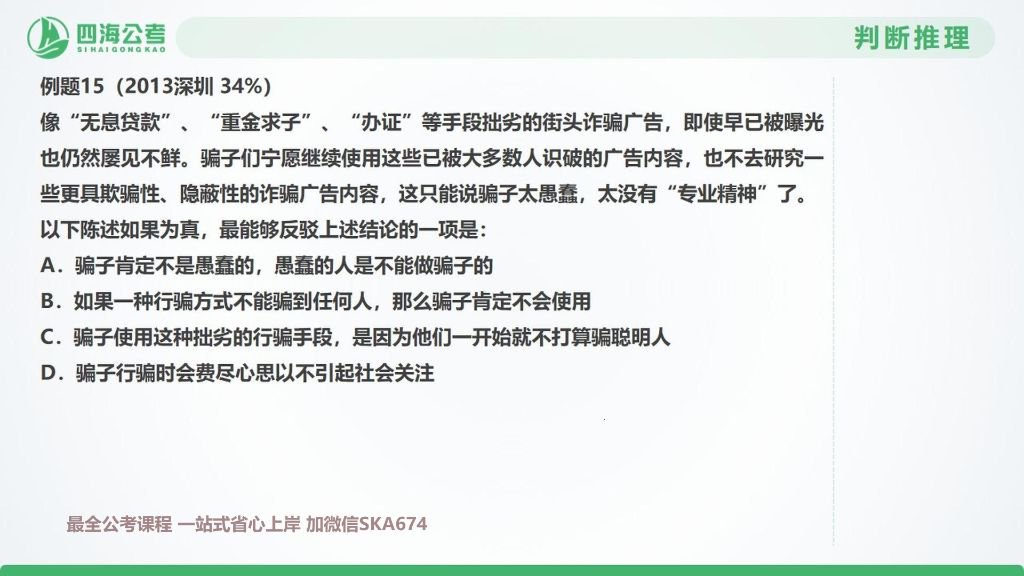 四海公考
SIHAIGONGKAO
判断推理
例题15（2013深圳 34%）
像“无息贷款”、“重金求子”、“办证”等手段拙劣的街头诈骗广告，即使早已被曝光
也仍然屡见不鲜。骗子们宁愿继续使用这些已被大多数人识破的广告内容，也不去研究一
些更具欺骗性、隐蔽性的诈骗广告内容，这只能说骗子太愚蠢，太没有“专业精神”了。
以下陈述如果为真，最能够反驳上述结论的一项是：
A．骗子肯定不是愚蠢的，愚蠢的人是不能做骗子的
B．如果一种行骗方式不能骗到任何人，那么骗子肯定不会使用
C．骗子使用这种拙劣的行骗手段，是因为他们一开始就不打算骗聪明人
D．骗子行骗时会费尽心思以不引起社会关注
最全公考课程 一站式省心上岸 加微信SKA674